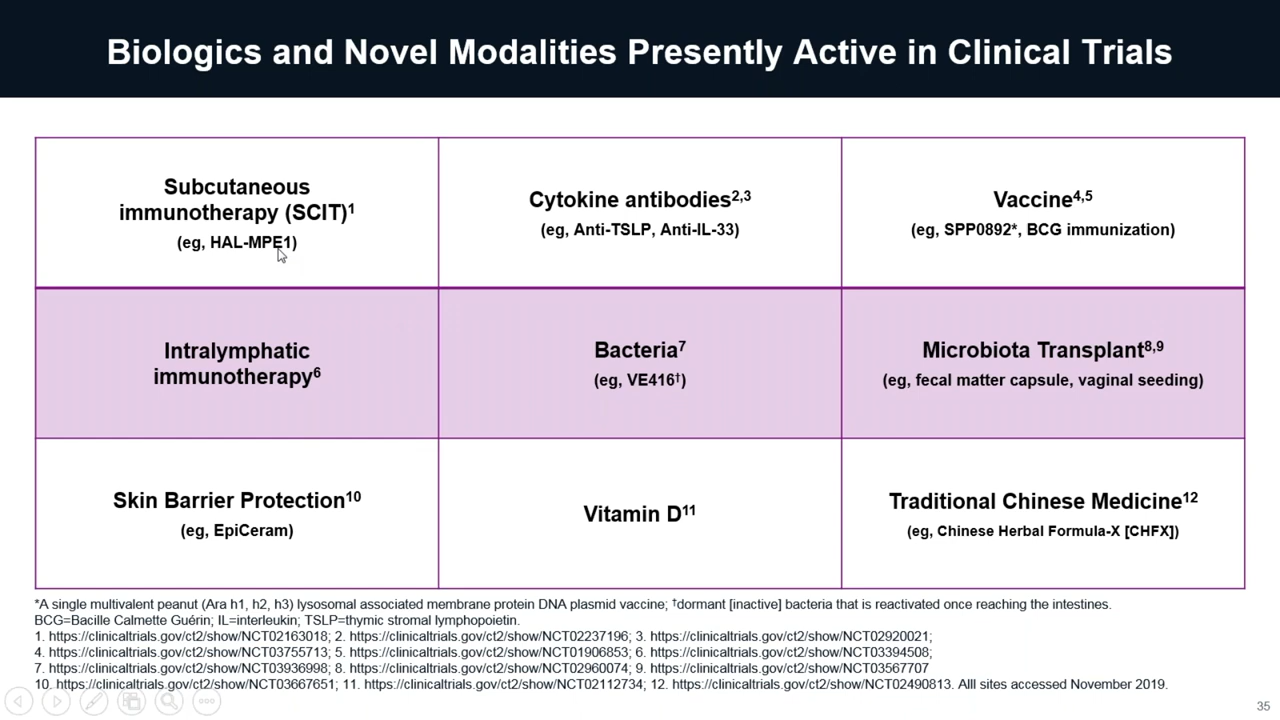 Biologics and Novel Modalities Presently Active in Clinical Trials
Subcutaneous
immunotherapy (SCIT)1
(eg, HAL-MPE1)
Cytokine antibodies2,3
(eg, Anti-TSLP, Anti-IL-33)
Vaccine4,5
(eg, SPP0892*, BCG immunization)
Intralymphatic
immunotherapy6
Bacteria7
(eg, VE416†)
Microbiota Transplant8,9
(eg, fecal matter capsule, vaginal seeding)
Skin Barrier Protection10
(eg, EpiCeram)
Vitamin D11
Traditional Chinese Medicine12
(eg, Chinese Herbal Formula-X [CHFX])
*A single multivalent peanut (Ara h1, h2, h3) lysosomal associated membrane protein DNA plasmid vaccine; †dormant [inactive] bacteria that is reactivated once reaching the intestines.
BCG=Bacille Calmette Guérin; IL=interleukin; TSLP=thymic stromal lymphopoietin.
1. https://clinicaltrials.gov/ct2/show/NCT02163018; 2. https://clinicaltrials.gov/ct2/show/NCT02237196; 3. https://clinicaltrials.gov/ct2/show/NCT02920021;
4. https://clinicaltrials.gov/ct2/show/NCT03755713; 5. https://clinicaltrials.gov/ct2/show/NCT01906853; 6. https://clinicaltrials.gov/ct2/show/NCT03394508;
7. https://clinicaltrials.gov/ct2/show/NCT03936998; 8. https://clinicaltrials.gov/ct2/show/NCT02960074; 9. https://clinicaltrials.gov/ct2/show/NCT03567707
10. https://clinicaltrials.gov/ct2/show/NCT03667651; 11. https://clinicaltrials.gov/ct2/show/NCT02112734; 12. https://clinicaltrials.gov/ct2/show/NCT02490813. Alll sites accessed November 2019.
35